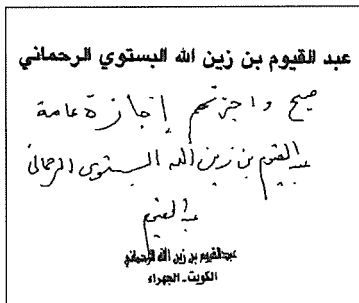 عبد القيوم بن زين الله البستوي الرحماني
صحيح وأجزتهم إجازة عامة
عبد القيوم بن زين الله البستوي الرحماني
عبد القيوم
عبدالقيوم بن زين الله الرحماني
الكويت - الجهراء